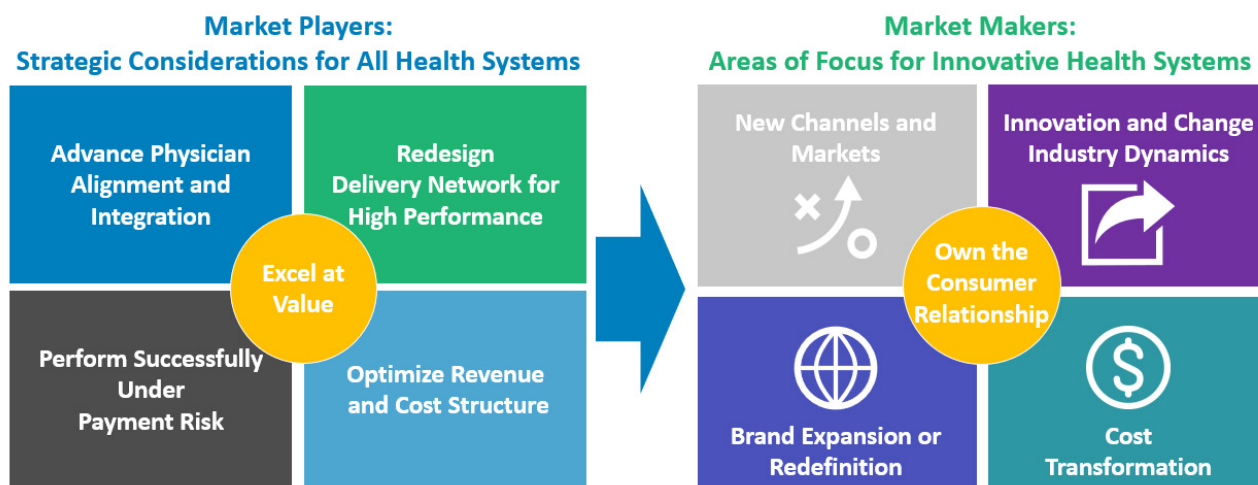 Market Players:
Strategic Considerations for All Health Systems
Advance Physician
Alignment and
Integration
Redesign
Delivery Network for
High Performance
Excel at
Value
Perform Successfully
Under
Payment Risk
Optimize Revenue
and Cost Structure
Market Makers:
Areas of Focus for Innovative Health Systems
New Channels and
Markets
Innovation and Change
Industry Dynamics
Own the
Consumer
Relationship
Brand Expansion or
Redefinition
Cost
Transformation